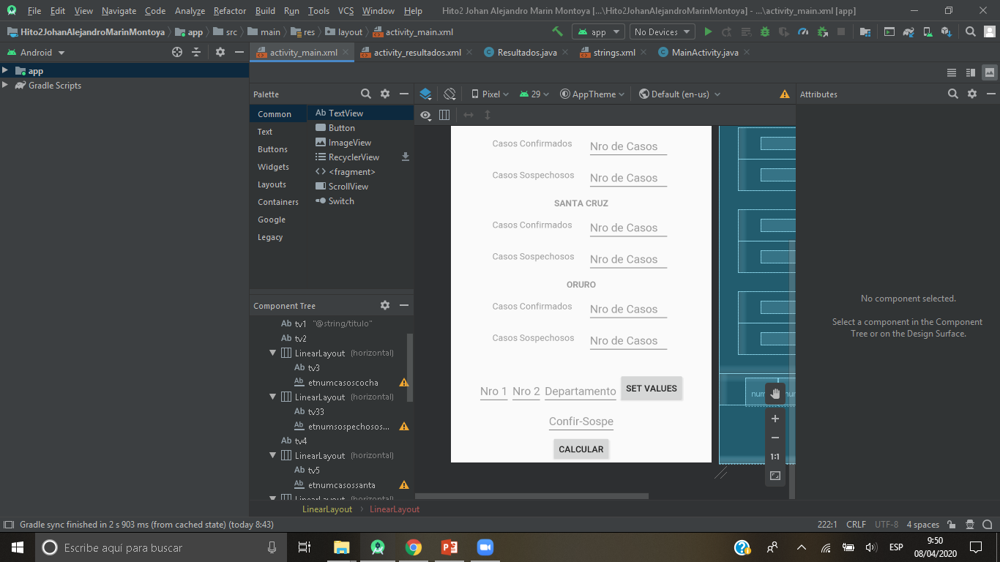 File Edit View Navigate Code Analyze Refactor Build Run Tools VCS Window Help Hito2 Johan Alejandro Marin Montoya [...\Hito2JohanAlejandroMarinMontoya] - ...\activity_main.xml [app]
Hito2JohanAlejandroMarinMontoya app src main res layout activity_main.xml app No Devices
Android activity_main.xml activity_resultados.xml Resultados.java strings.xml MainActivity.java
app
Gradle Scripts
Palette Pixel 29 AppTheme Default (en-us) Attributes
Common
Text
Buttons
Widgets
Layouts
Containers
Google
Legacy
Ab TextView
Button
ImageView
RecyclerView
<> <fragment>
ScrollView
Switch
Component Tree
Ab tv1 "@string/titulo"
Ab tv2
LinearLayout (horizontal)
Ab tv3
Ab etnumcasoscocha
LinearLayout (horizontal)
Ab tv33
Ab etnumsospechosos...
Ab tv4
LinearLayout (horizontal)
Ab tv5
Ab etnumcasossanta
LinearLayout (horizontal)
Casos Confirmados Nro de Casos
Casos Sospechosos Nro de Casos
SANTA CRUZ
Casos Confirmados Nro de Casos
Casos Sospechosos Nro de Casos
ORURO
Casos Confirmados Nro de Casos
Casos Sospechosos Nro de Casos
Nro 1 Nro 2 Departamento SET VALUES
Confir-Sospe
CALCULAR
1:1
No component selected.
Select a component in the Component
Tree or on the Design Surface.
LinearLayout LinearLayout
Gradle sync finished in 2 s 903 ms (from cached state) (today 8:43) 222:1 CRLF UTF-8 4 spaces
Escribe aquí para buscar ESP 9:50
08/04/2020